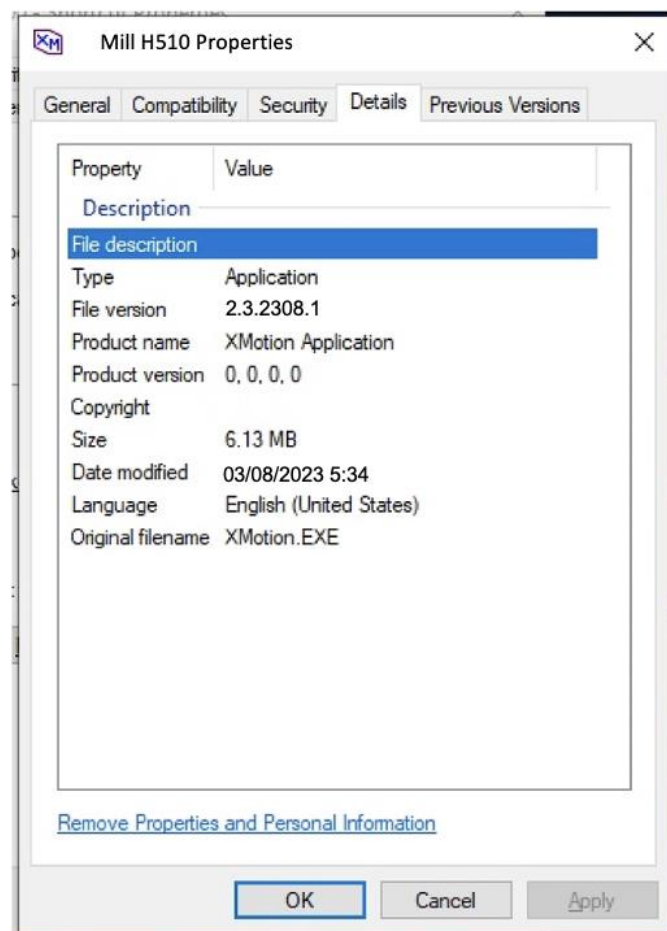 XM
Mill H510 Properties
General Compatibility Security Details Previous Versions
Property Value
Description
File description
Type Application
File version 2.3.2308.1
Product name XMotion Application
Product version 0, 0, 0, 0
Copyright
Size 6.13 MB
Date modified 03/08/2023 5:34
Language English (United States)
Original filename XMotion.EXE
Remove Properties and Personal Information
OK Cancel Apply